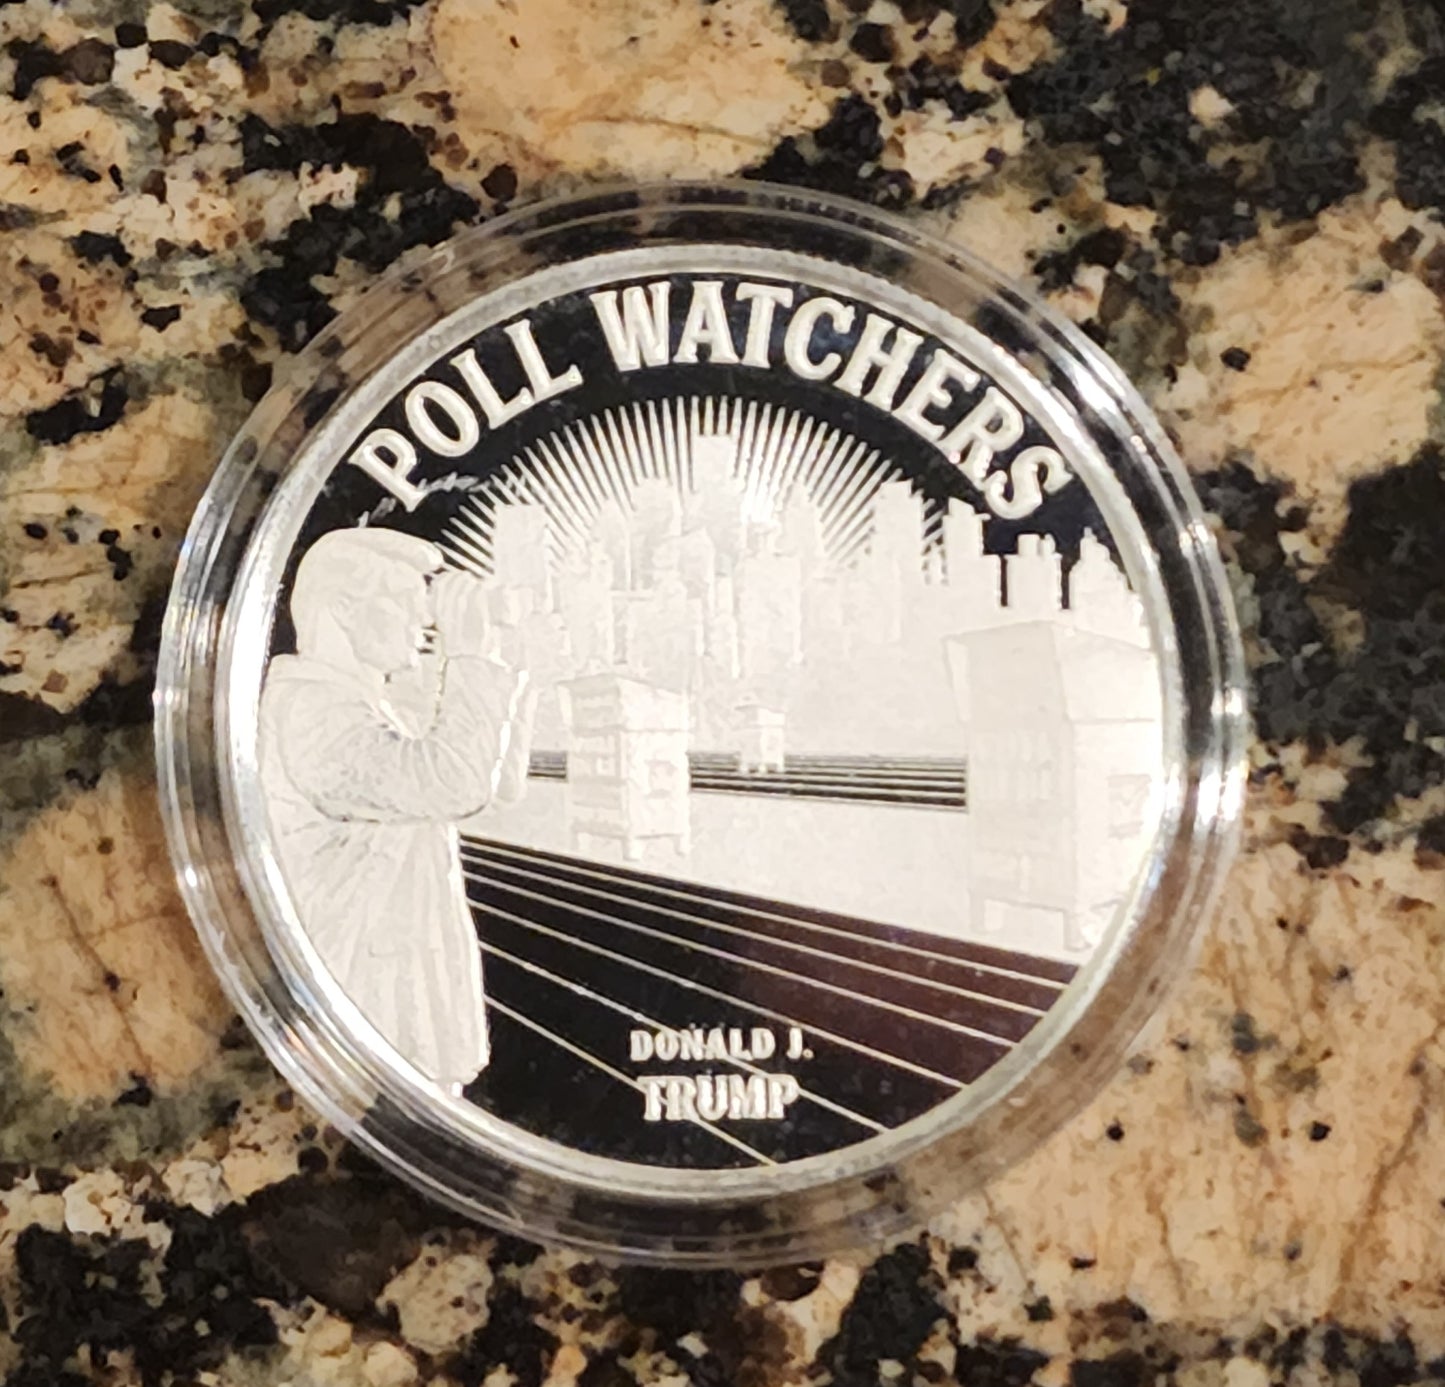 POLL WATCHERS
DONALD J.
TRUMP